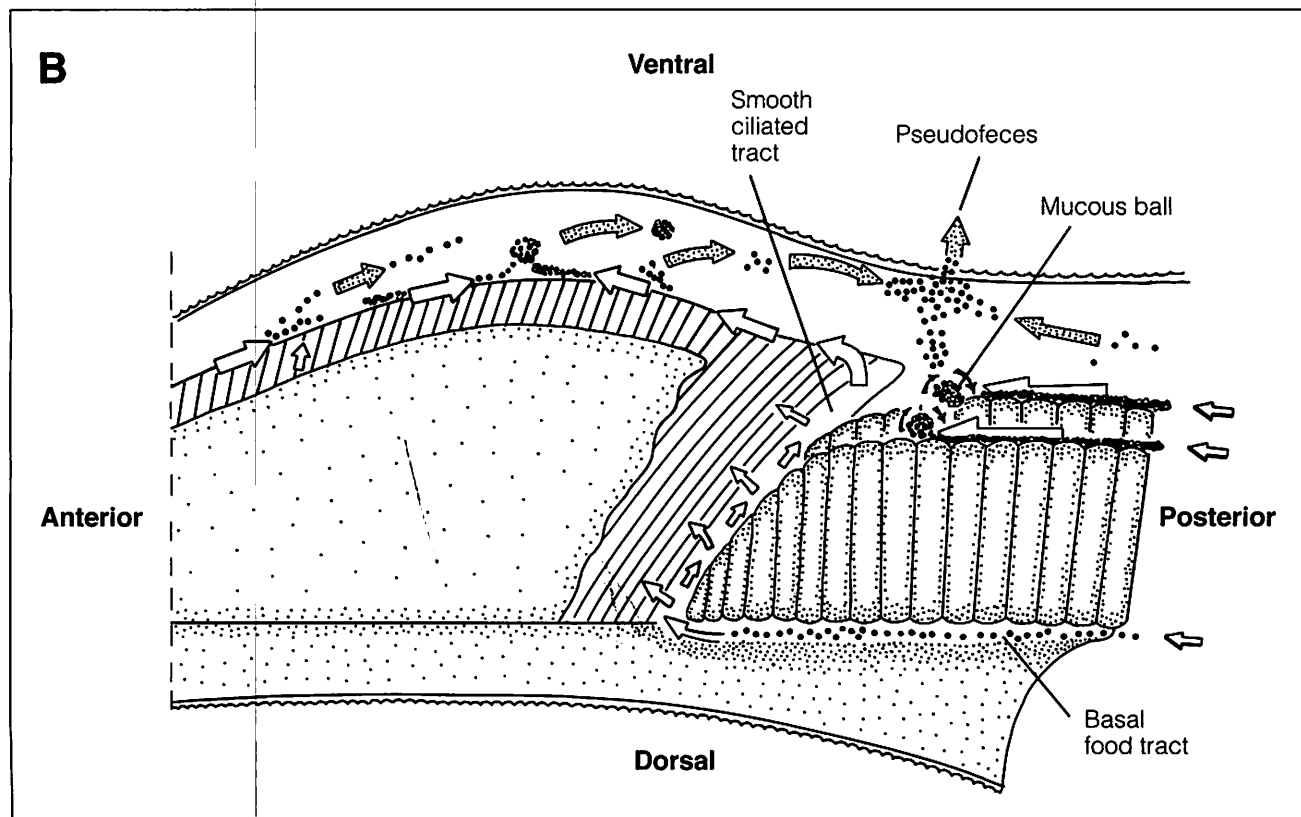 B
Ventral
Smooth
ciliated
tract
Pseudofeces
Mucous ball
Anterior
Posterior
Basal
food tract
Dorsal